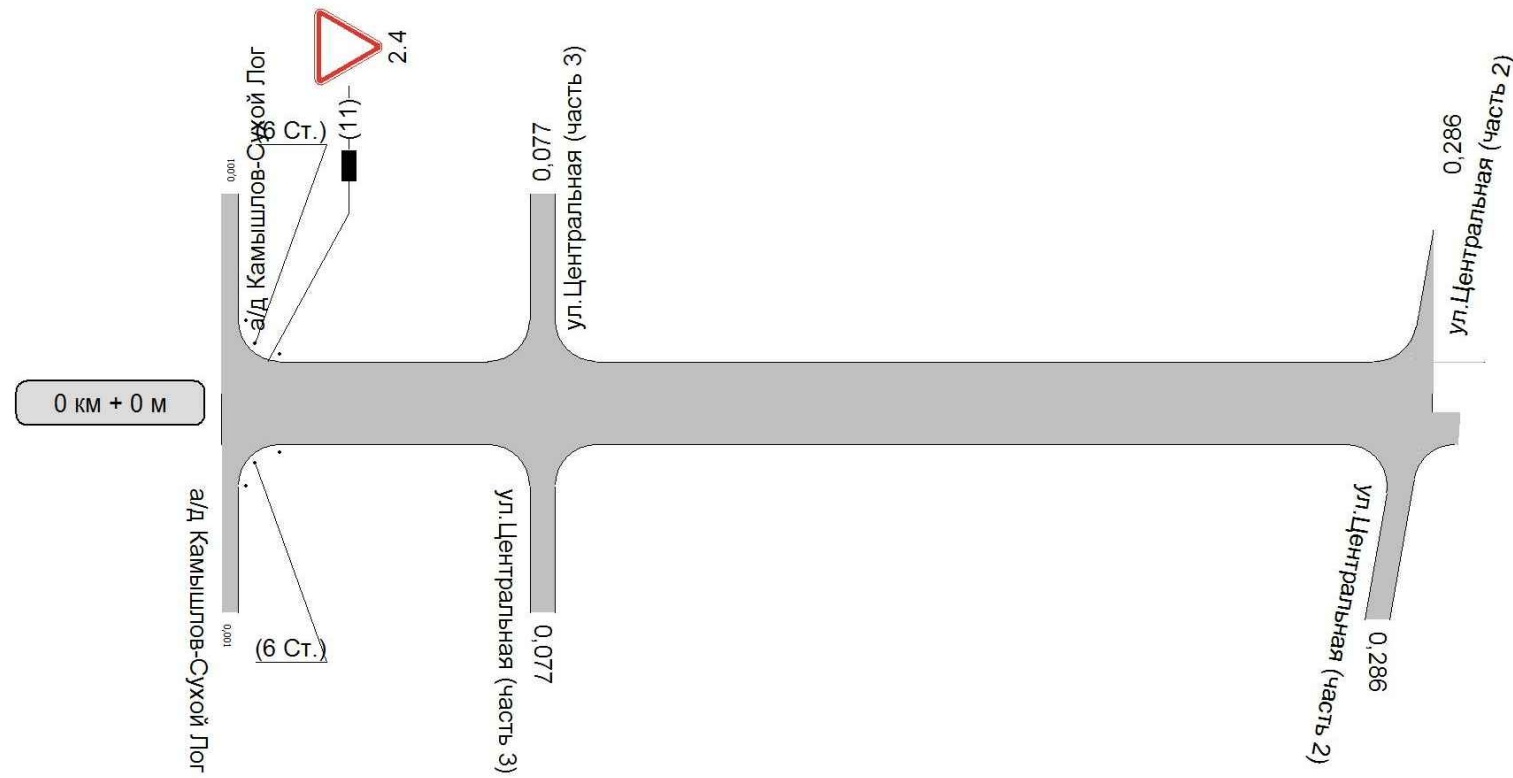 2.4
(11)
(6 Ст.)
а/д Камышлов-Сухой Лог
0,001
0,077
ул.Центральная (часть 3)
0,286
ул.Центральная (часть 2)
0 км + 0 м
а/д Камышлов-Сухой Лог
0,001
(6 Ст.)
ул.Центральная (часть 3)
0,077
ул.Центральная (часть 2)
0,286